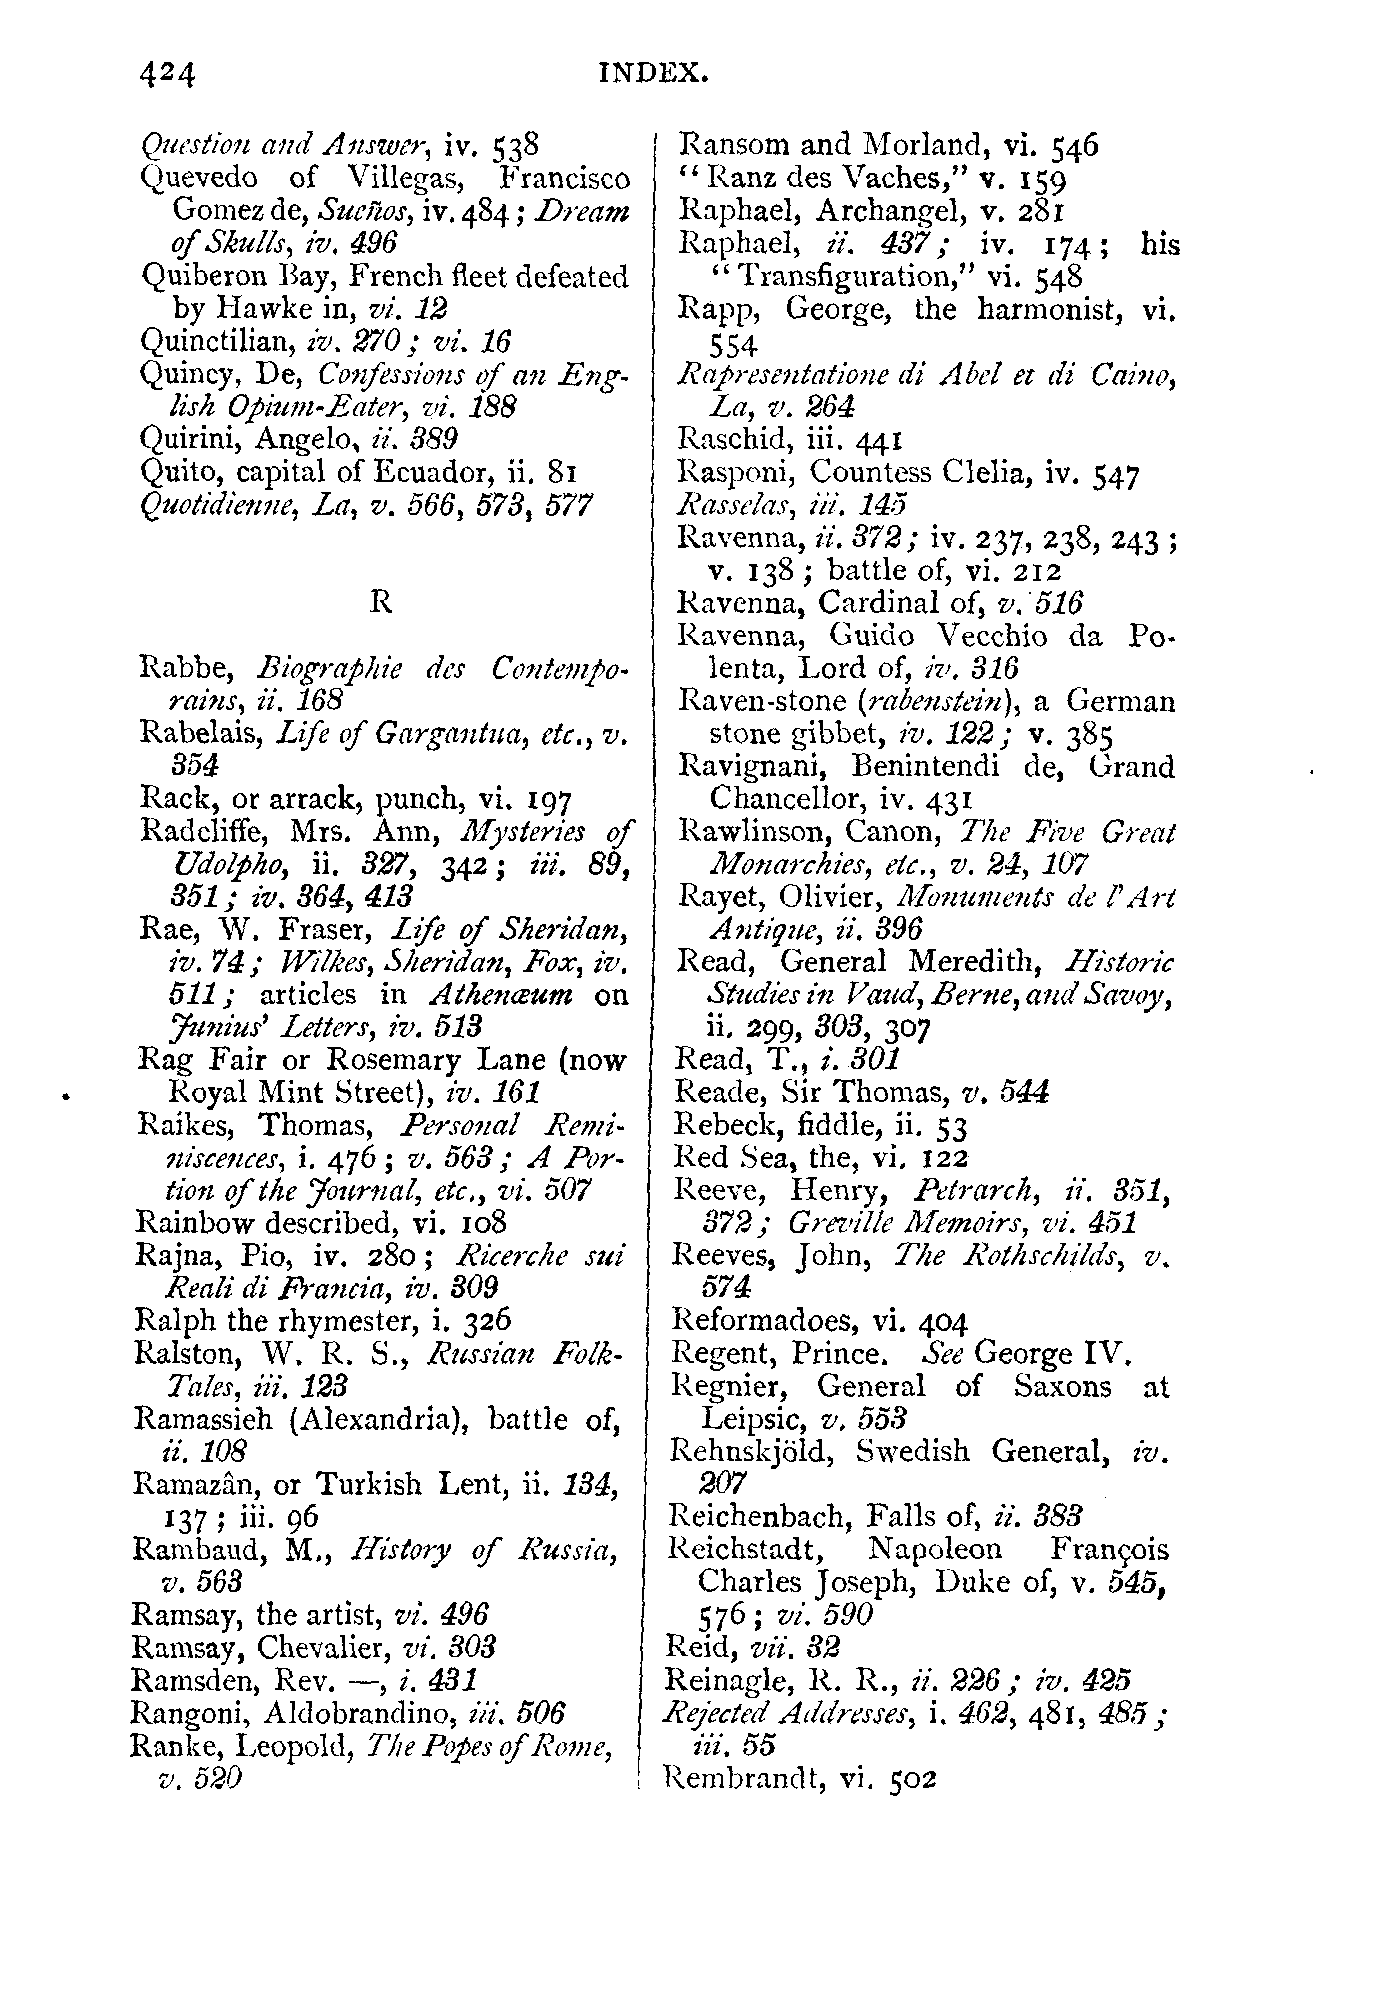 424
INDEX.
Question and Answer, iv. 538
Quevedo of Villegas, Francisco
Gomez de, Sueños, iv. 484; Dream
of Skulls, iv. 496
Quiberon Bay, French fleet defeated
by Hawke in, vi. 12
Quinctilian, iv. 270; vi. 16
Quincy, De, Confessions of an Eng-
lish Opium-Eater, vi. 188
Quirini, Angelo, ii. 389
Quito, capital of Ecuador, ii. 81
Quotidienne, La, v. 566, 573, 577
R
Rabbe, Biographie des Contempo-
rains, ii. 168
Rabelais, Life of Gargantua, etc., v.
354
Rack, or arrack, punch, vi. 197
Radcliffe, Mrs. Ann, Mysteries of
Udolpho, ii. 327, 342; iii. 89,
351; iv. 364, 413
Rae, W. Fraser, Life of Sheridan,
iv. 74; Wilkes, Sheridan, Fox, iv.
511; articles in Athenæum on
Junius' Letters, iv. 513
Rag Fair or Rosemary Lane (now
Royal Mint Street), iv. 161
Raikes, Thomas, Personal Remi-
niscences, i. 476; v. 563; A Por-
tion of the Journal, etc., vi. 507
Rainbow described, vi. 108
Rajna, Pio, iv. 280; Ricerche sui
Reali di Francia, iv. 309
Ralph the rhymester, i. 326
Ralston, W. R. S., Russian Folk-
Tales, iii. 123
Ramassieh (Alexandria), battle of,
ii. 108
Ramazân, or Turkish Lent, ii. 134,
137; iii. 96
Rambaud, M., History of Russia,
v. 563
Ramsay, the artist, vi. 496
Ramsay, Chevalier, vi. 303
Ramsden, Rev. —, i. 431
Rangoni, Aldobrandino, iii. 506
Ranke, Leopold, The Popes of Rome,
v. 520
Ransom and Morland, vi. 546
"Ranz des Vaches," v. 159
Raphael, Archangel, v. 281
Raphael, ii. 437; iv. 174; his
"Transfiguration," vi. 548
Rapp, George, the harmonist, vi.
554
Rapresentatione di Abel et di Caino,
La, v. 264
Raschid, iii. 441
Rasponi, Countess Clelia, iv. 547
Rasselas, iii. 145
Ravenna, ii. 372; iv. 237, 238, 243;
v. 138; battle of, vi. 212
Ravenna, Cardinal of, v. 516
Ravenna, Guido Vecchio da Po-
lenta, Lord of, iv. 316
Raven-stone (rabenstein), a German
stone gibbet, iv. 122; v. 385
Ravignani, Benintendi de, Grand
Chancellor, iv. 431
Rawlinson, Canon, The Five Great
Monarchies, etc., v. 24, 107
Rayet, Olivier, Monuments de l'Art
Antique, ii. 396
Read, General Meredith, Historic
Studies in Vaud, Berne, and Savoy,
ii. 299, 303, 307
Read, T., i. 301
Reade, Sir Thomas, v. 544
Rebeck, fiddle, ii. 53
Red Sea, the, vi. 122
Reeve, Henry, Petrarch, ii. 351,
372; Greville Memoirs, vi. 451
Reeves, John, The Rothschilds, v.
574
Reformadoes, vi. 404
Regent, Prince. See George IV.
Regnier, General of Saxons at
Leipsic, v. 553
Rehnskjöld, Swedish General, iv.
207
Reichenbach, Falls of, ii. 383
Reichstadt, Napoleon François
Charles Joseph, Duke of, v. 545,
576; vi. 590
Reid, vii. 32
Reinagle, R. R., ii. 226; iv. 425
Rejected Addresses, i. 462, 481, 485;
iii. 55
Rembrandt, vi. 502